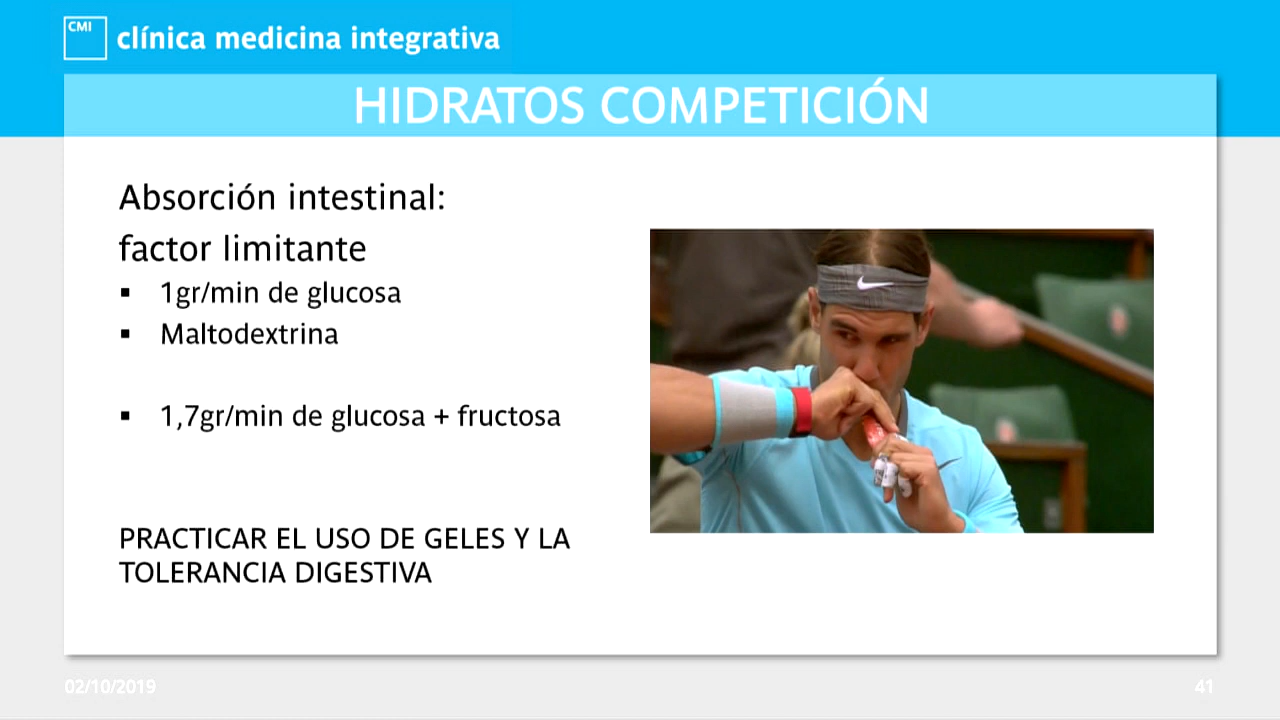 CMI
clínica medicina integrativa
HIDRATOS COMPETICIÓN
Absorción intestinal:
factor limitante
▪ 1gr/min de glucosa
▪ Maltodextrina
▪ 1,7gr/min de glucosa + fructosa
PRACTICAR EL USO DE GELES Y LA
TOLERANCIA DIGESTIVA
02/10/2019
41